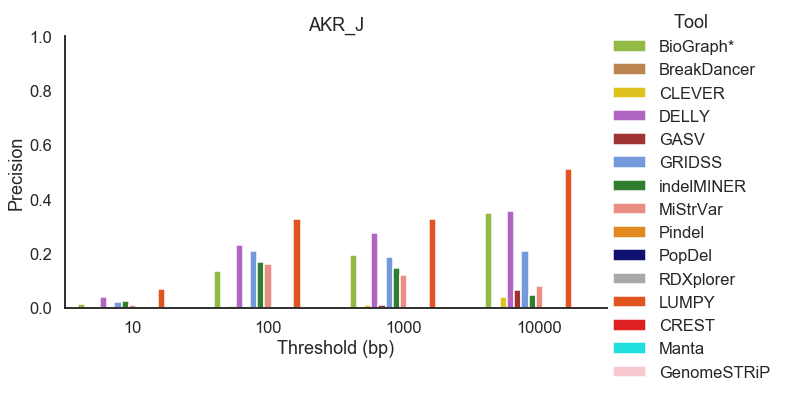 AKR_J
Precision
1.0
0.8
0.6
0.4
0.2
0.0
10
100
1000
10000
Threshold (bp)
Tool
BioGraph*
BreakDancer
CLEVER
DELLY
GASV
GRIDSS
indelMINER
MiStrVar
Pindel
PopDel
RDXplorer
LUMPY
CREST
Manta
GenomeSTRiP